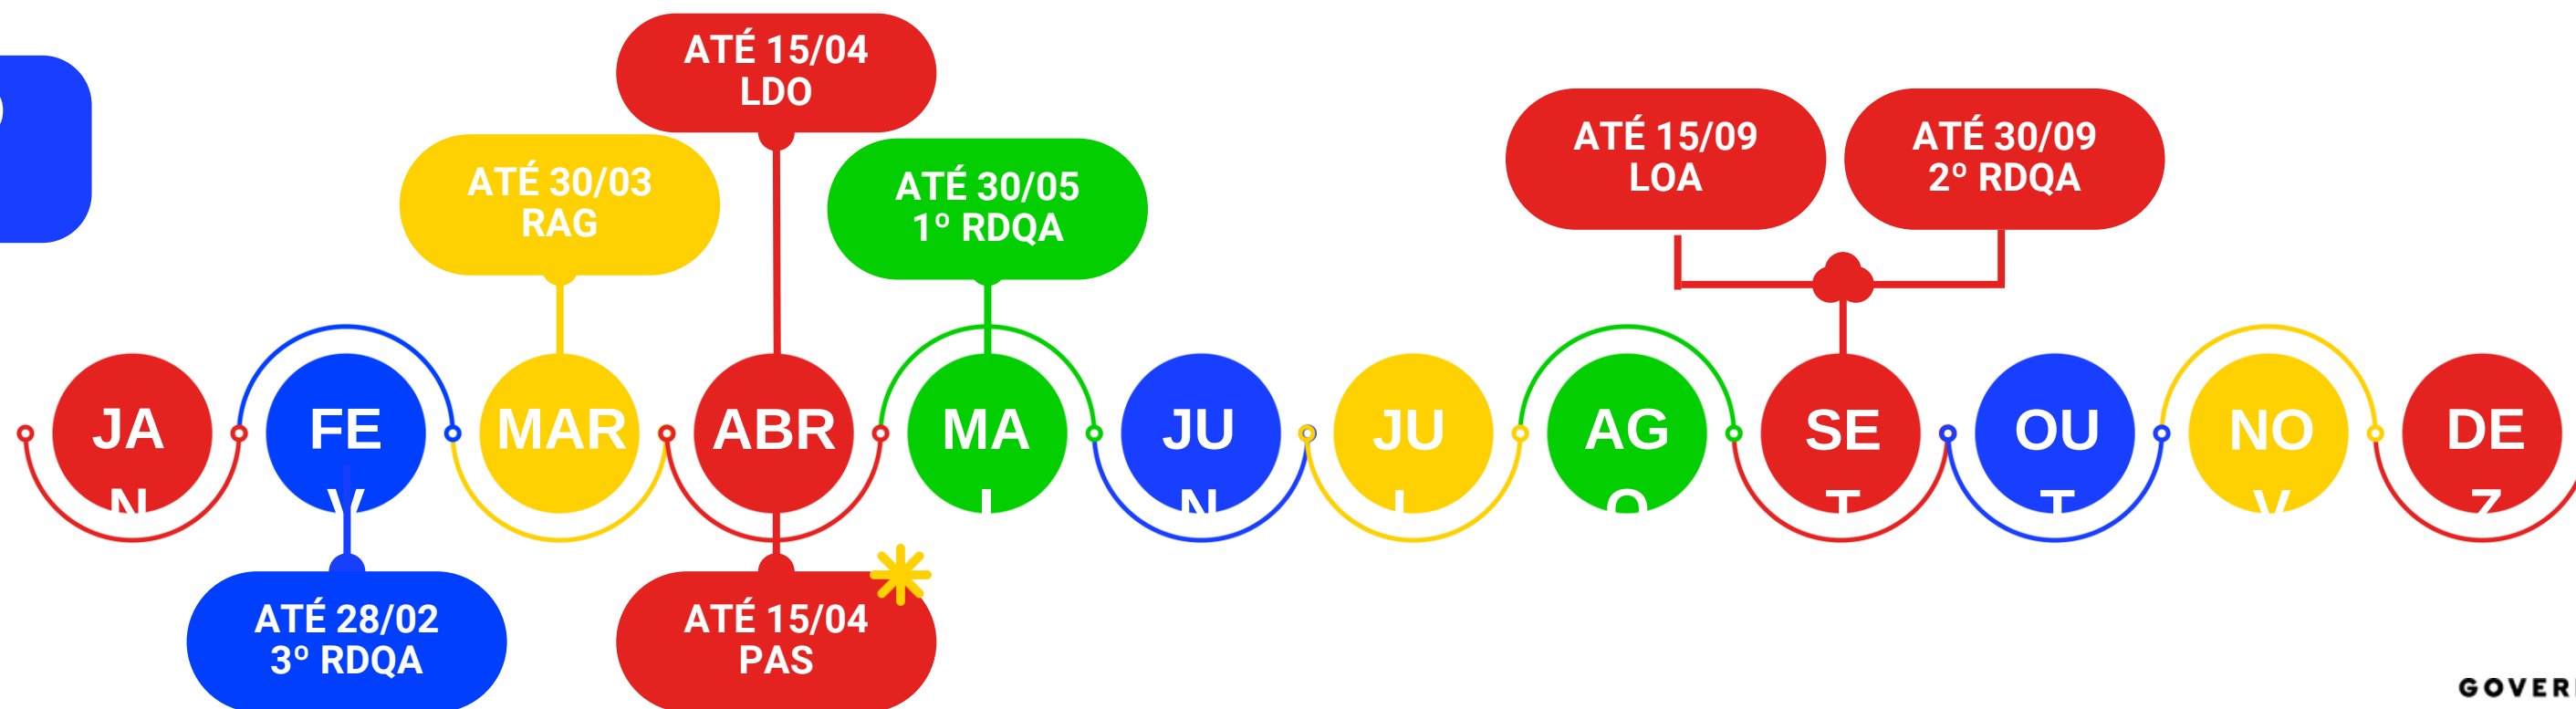 ATÉ 15/04
LDO
ATÉ 30/03
RAG
ATÉ 30/05
1º RDQA
ATÉ 15/09
LOA
ATÉ 30/09
2º RDQA
JA
N
FE
V
MAR
ABR
MA
I
JU
N
JU
L
AG
O
SE
T
OU
T
NO
V
DE
Z
ATÉ 28/02
3º RDQA
ATÉ 15/04
PAS
GOVER